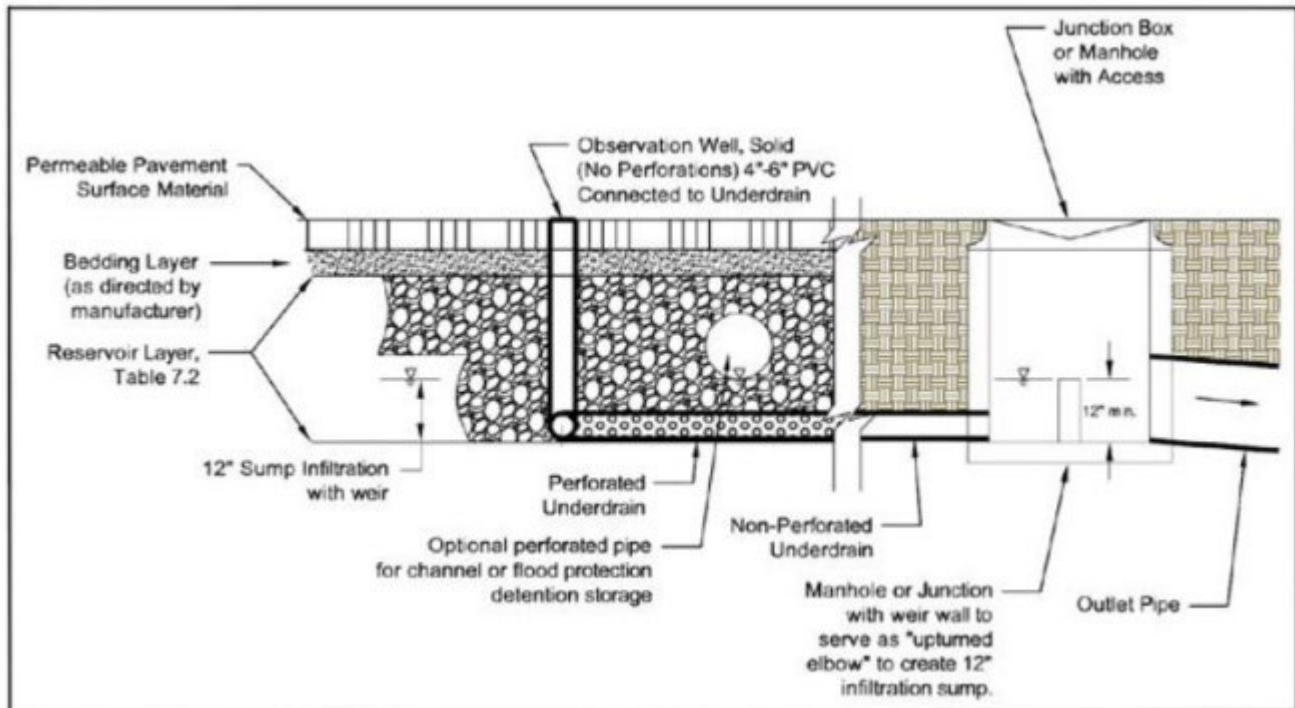 Junction Box
or Manhole
with Access
Observation Well, Solid
(No Perforations) 4"-6" PVC
Connected to Underdrain
Permeable Pavement
Surface Material
Bedding Layer
(as directed by
manufacturer)
Reservoir Layer,
Table 7.2
12" min.
12" Sump Infiltration
with weir
Perforated
Underdrain
Non-Perforated
Underdrain
Optional perforated pipe
for channel or flood protection
detention storage
Manhole or Junction
with weir wall to
serve as "upturned
elbow" to create 12"
infiltration sump.
Outlet Pipe